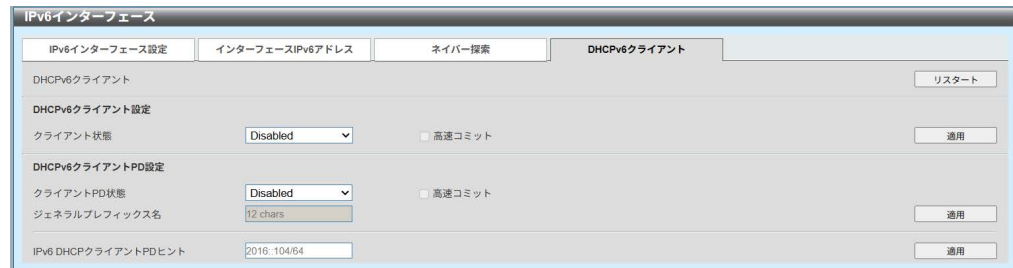 IPv6インターフェース
IPv6インターフェース設定 インターフェースIPv6アドレス ネイバー探索 DHCPv6クライアント
DHCPv6クライアント リスタート
DHCPv6クライアント設定
クライアント状態 Disabled 高速コミット 適用
DHCPv6クライアントPD設定
クライアントPD状態 Disabled 高速コミット
ジェネラルプレフィックス名 12 chars 適用
IPv6 DHCPクライアントPDヒント 2016::104/64 適用